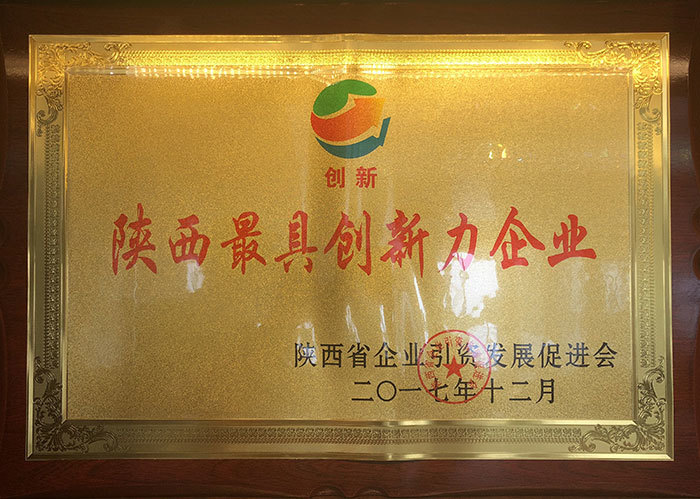 创新
陕西最具创新力企业
陕西省企业引资发展促进会
二〇一七年十二月